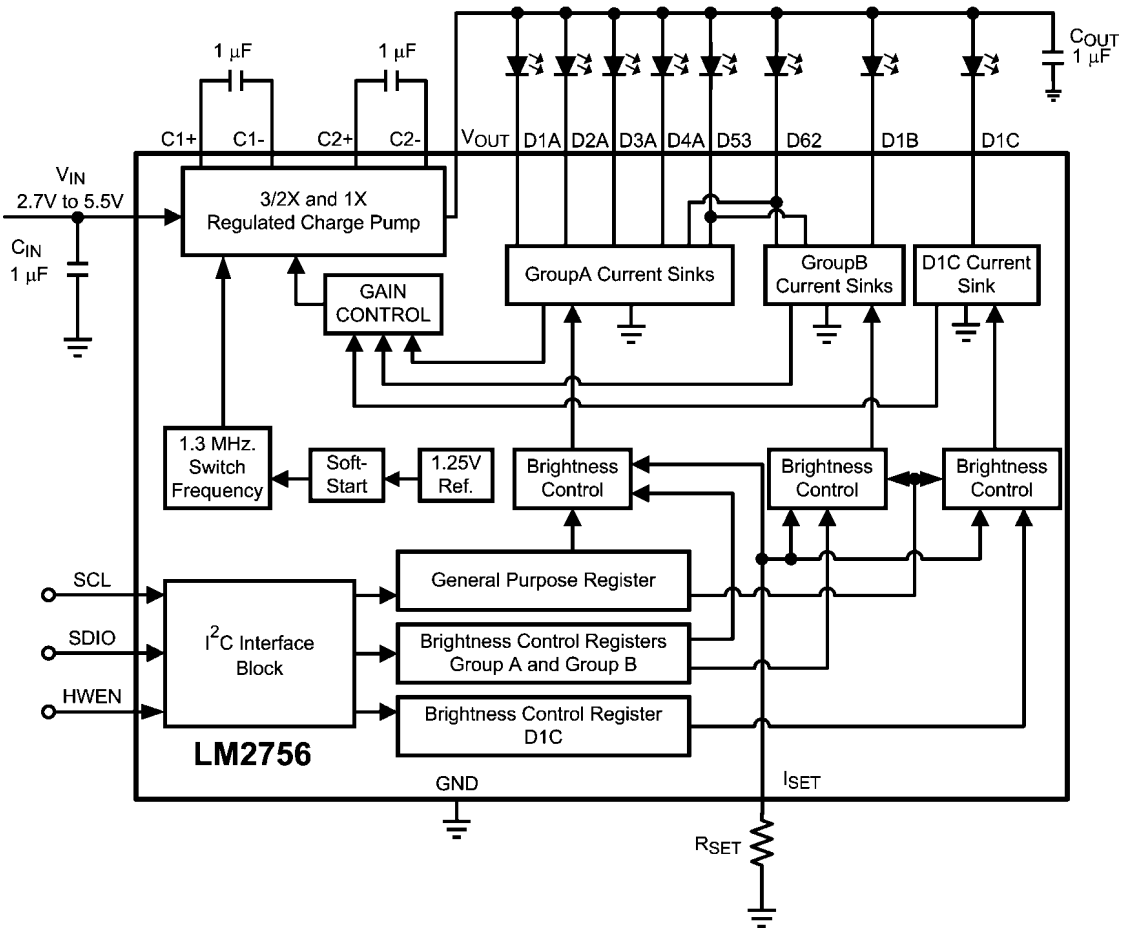 1 μF
1 μF
COUT
1 μF
C1+
C1-
C2+
C2-
VOUT
D1A
D2A
D3A
D4A
D53
D62
D1B
D1C
VIN
2.7V to 5.5V
CIN
1 μF
3/2X and 1X
Regulated Charge Pump
GAIN
CONTROL
GroupA Current Sinks
GroupB
Current Sinks
D1C Current
Sink
1.3 MHz.
Switch
Frequency
Soft-
Start
1.25V
Ref.
Brightness
Control
Brightness
Control
Brightness
Control
SCL
SDIO
HWEN
I2C Interface
Block
General Purpose Register
Brightness Control Registers
Group A and Group B
Brightness Control Register
D1C
LM2756
GND
ISET
RSET